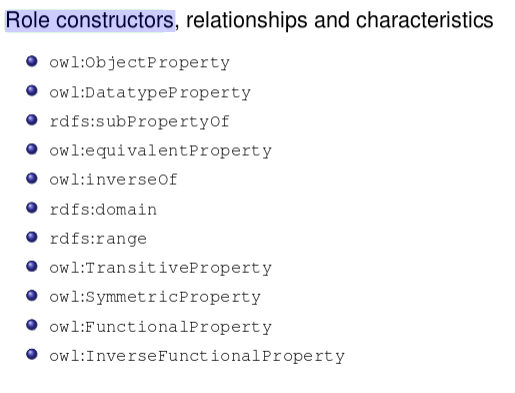 Role constructors, relationships and characteristics
owl:ObjectProperty
owl:DatatypeProperty
rdfs:subPropertyOf
owl:equivalentProperty
owl:inverseOf
rdfs:domain
rdfs:range
owl:TransitiveProperty
owl:SymmetricProperty
owl:FunctionalProperty
owl:InverseFunctionalProperty